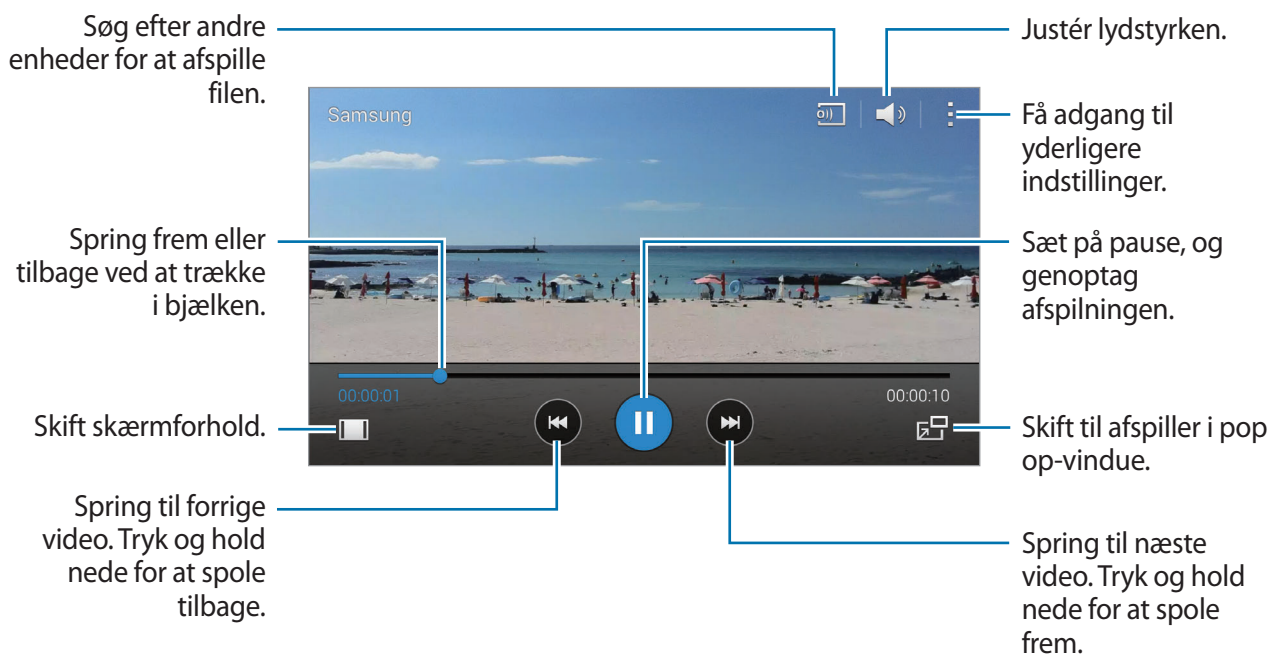 Søg efter andre
enheder for at afspille
filen.
Justér lydstyrken.
Samsung
Få adgang til
yderligere
indstillinger.
Spring frem eller
tilbage ved at trække
i bjælken.
Sæt på pause, og
genoptag
afspilningen.
00:00:01
00:00:10
Skift skærmforhold.
Skift til afspiller i pop
op-vindue.
Spring til forrige
video. Tryk og hold
nede for at spole
tilbage.
Spring til næste
video. Tryk og hold
nede for at spole
frem.